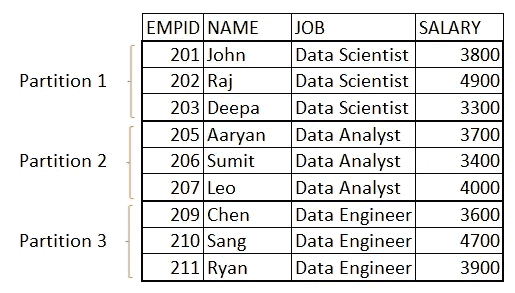 EMPID NAME JOB SALARY
201 John Data Scientist 3800
Partition 1 202 Raj Data Scientist 4900
203 Deepa Data Scientist 3300
205 Aaryan Data Analyst 3700
Partition 2 206 Sumit Data Analyst 3400
207 Leo Data Analyst 4000
209 Chen Data Engineer 3600
Partition 3 210 Sang Data Engineer 4700
211 Ryan Data Engineer 3900